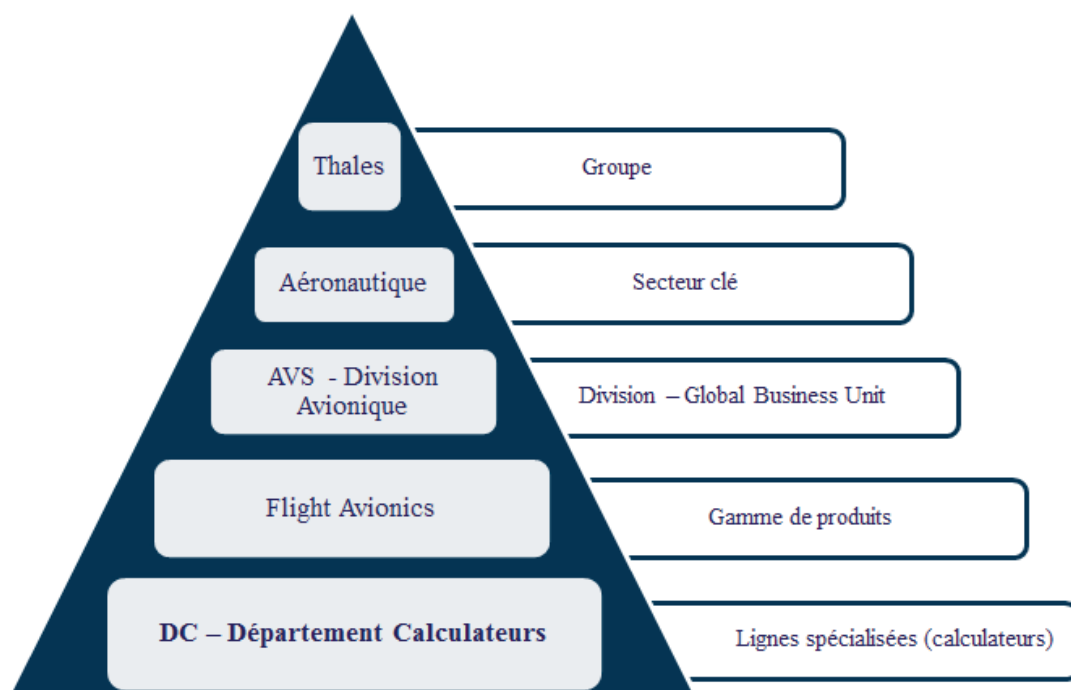 Thales
Groupe
Aéronautique
Secteur clé
AVS - Division
Avionique
Division – Global Business Unit
Flight Avionics
Gamme de produits
DC – Département Calculateurs
Lignes spécialisées (calculateurs)